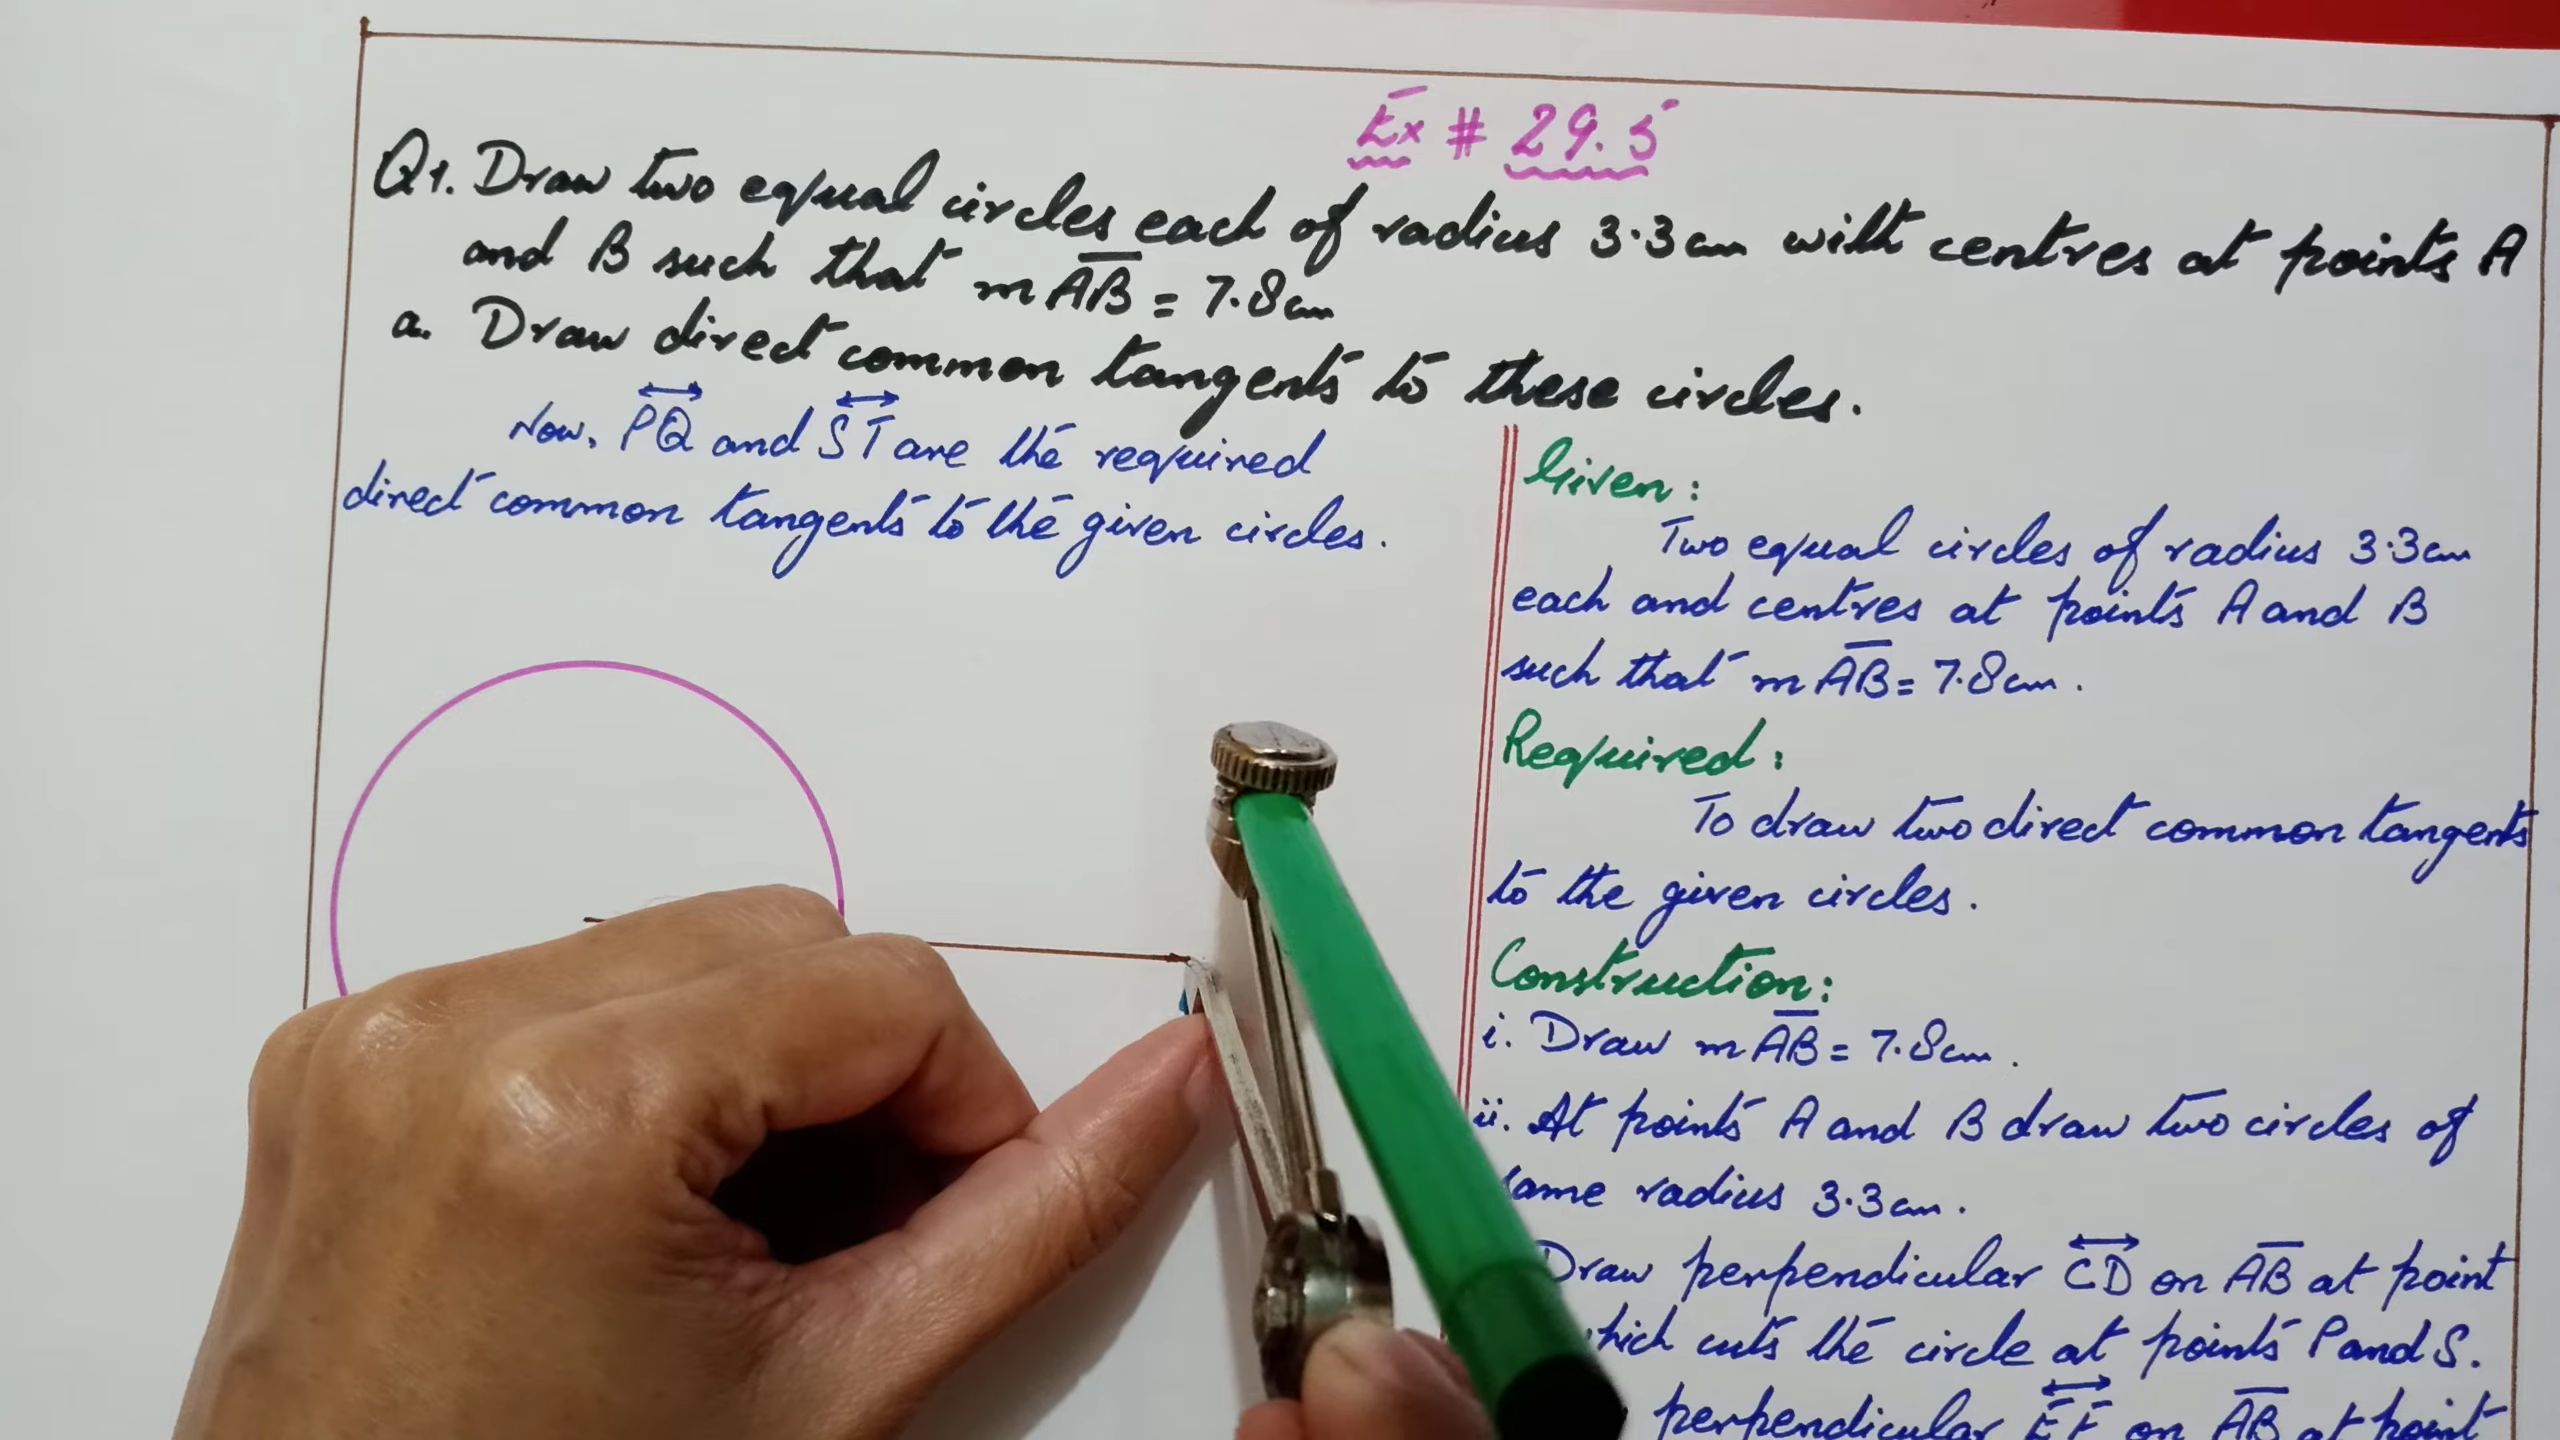 Ex # 29.5
Q1. Draw two equal circles each of radius 3.3cm with centres at points A
and B such that mAB = 7.8cm
a. Draw direct common tangents to these circles.
Now, PQ and ST are the required
direct common tangents to the given circles.
Given:
Two equal circles of radius 3.3cm
each and centres at points A and B
such that mAB = 7.8cm.
Required:
To draw two direct common tangents
to the given circles.
Construction:
i. Draw mAB = 7.8cm.
ii. At points A and B draw two circles of
same radius 3.3cm.
Draw perpendicular CD on AB at point
which cuts the circle at points P and S.
perpendicular EF on AB at point